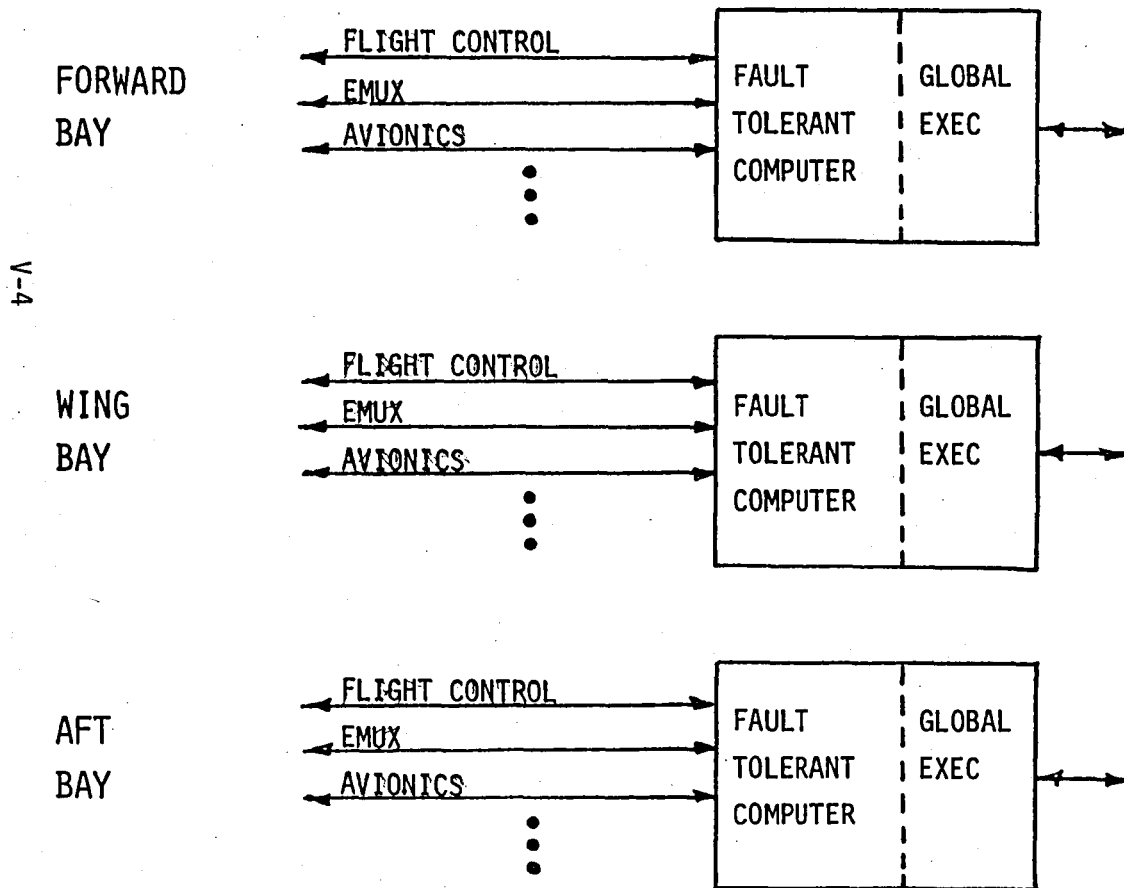 FORWARD
BAY
FLIGHT CONTROL
EMUX
AVIONICS
FAULT
TOLERANT
COMPUTER
GLOBAL
EXEC
V-4
WING
BAY
FLIGHT CONTROL
EMUX
AVIONICS
FAULT
TOLERANT
COMPUTER
GLOBAL
EXEC
AFT
BAY
FLIGHT CONTROL
EMUX
AVIONICS
FAULT
TOLERANT
COMPUTER
GLOBAL
EXEC